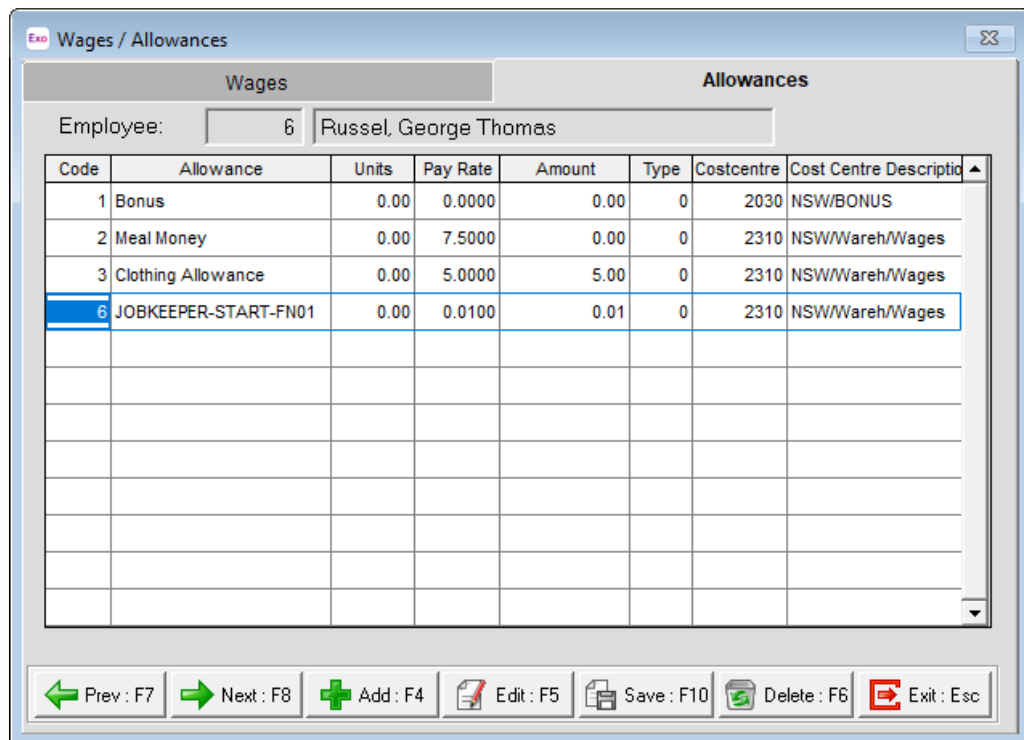 Exo Wages / Allowances
Wages Allowances
Employee: 6 Russel, George Thomas
Code Allowance Units Pay Rate Amount Type Costcentre Cost Centre Descriptio
1 Bonus 0.00 0.0000 0.00 0 2030 NSW/BONUS
2 Meal Money 0.00 7.5000 0.00 0 2310 NSW/Wareh/Wages
3 Clothing Allowance 0.00 5.0000 5.00 0 2310 NSW/Wareh/Wages
6 JOBKEEPER-START-FN01 0.00 0.0100 0.01 0 2310 NSW/Wareh/Wages
Prev : F7 Next : F8 Add : F4 Edit : F5 Save : F10 Delete : F6 Exit : Esc